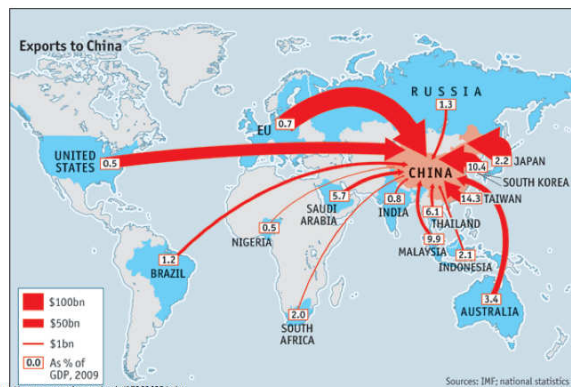 Exports to China
RUSSIA
1.3
EU
0.7
UNITED
STATES
0.5
2.2
JAPAN
10.4
SOUTH KOREA
CHINA
14.3
TAIWAN
SAUDI
ARABIA
5.7
0.8
INDIA
6.1
THAILAND
NIGERIA
0.5
9.9
MALAYSIA
2.1
INDONESIA
1.2
BRAZIL
2.0
SOUTH
AFRICA
3.4
AUSTRALIA
$100bn
$50bn
$1bn
0.0
As % of
GDP, 2009
Sources: IMF; national statistics